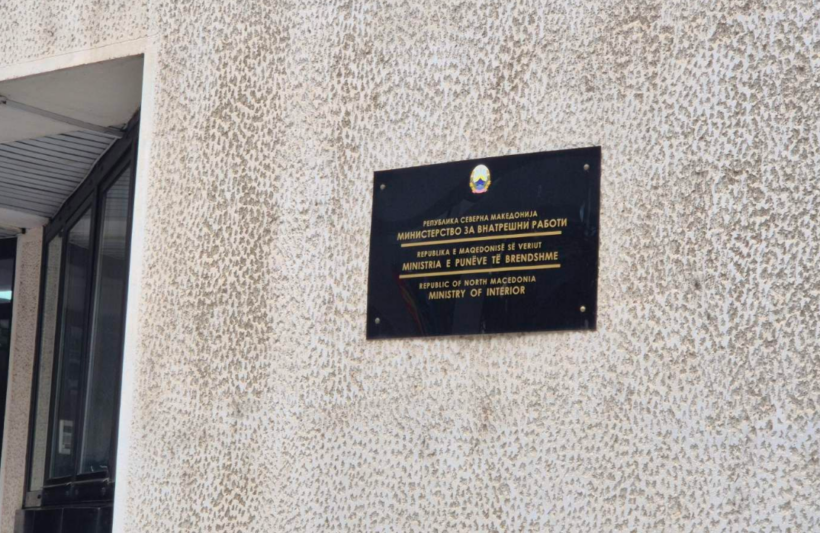 РЕПУБЛИКА СЕВЕРНА МАКЕДОНИЈА
МИНИСТЕРСТВО ЗА ВНАТРЕШНИ РАБОТИ
REPUBLIKA E MAQEDONISË SË VERIUT
MINISTRIA E PUNËVE TË BRENDSHME
REPUBLIC OF NORTH MACEDONIA
MINISTRY OF INTERIOR